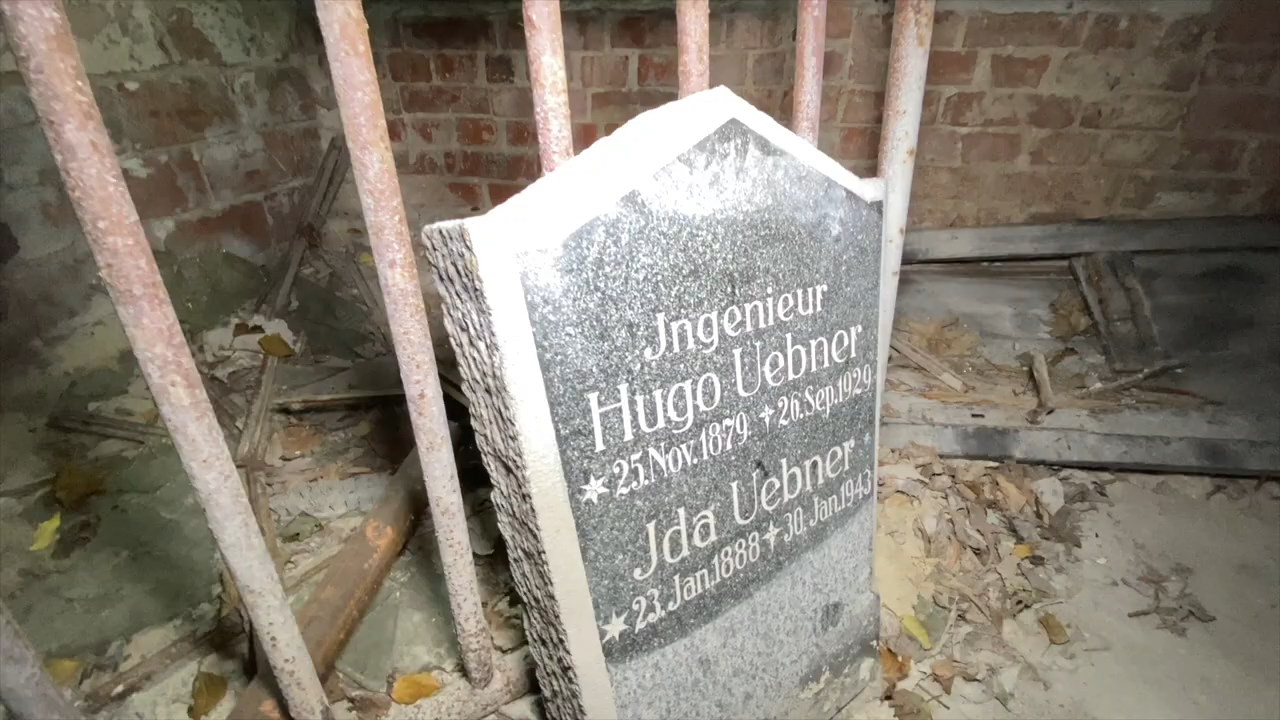 Jngenieur
Hugo Uebner
25.Nov.1879. 26.Sep.1929
Jda Uebner
23.Jan.1888 30.Jan.1943